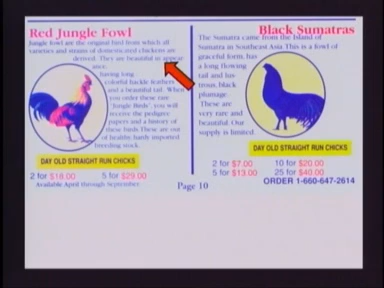 Red Jungle Fowl
Jungle fowl are the original bird from which all
varieties and strains of domesticated chickens are
derived. They are beautiful in appear
ance,
having long
colorful hackle feathers
and a beautiful tail. When
you order these rare
'Jungle Birds', you will
receive the pedigree
papers and a history of
these birds. These are out
of healthy, hardy imported
breeding stock.
DAY OLD STRAIGHT RUN CHICKS
2 for $18.00 5 for $29.00
Available April through September
Page 10
Black Sumatras
The Sumatra came from the Island of
Sumatra in Southeast Asia. This is a fowl of
graceful form, has
a long flowing
tail and lus
trous, black
plumage.
These are
very rare and
beautiful. Our
supply is limited.
DAY OLD STRAIGHT RUN CHICKS
2 for $7.00 10 for $20.00
5 for $13.00 25 for $40.00
ORDER 1-660-647-2614